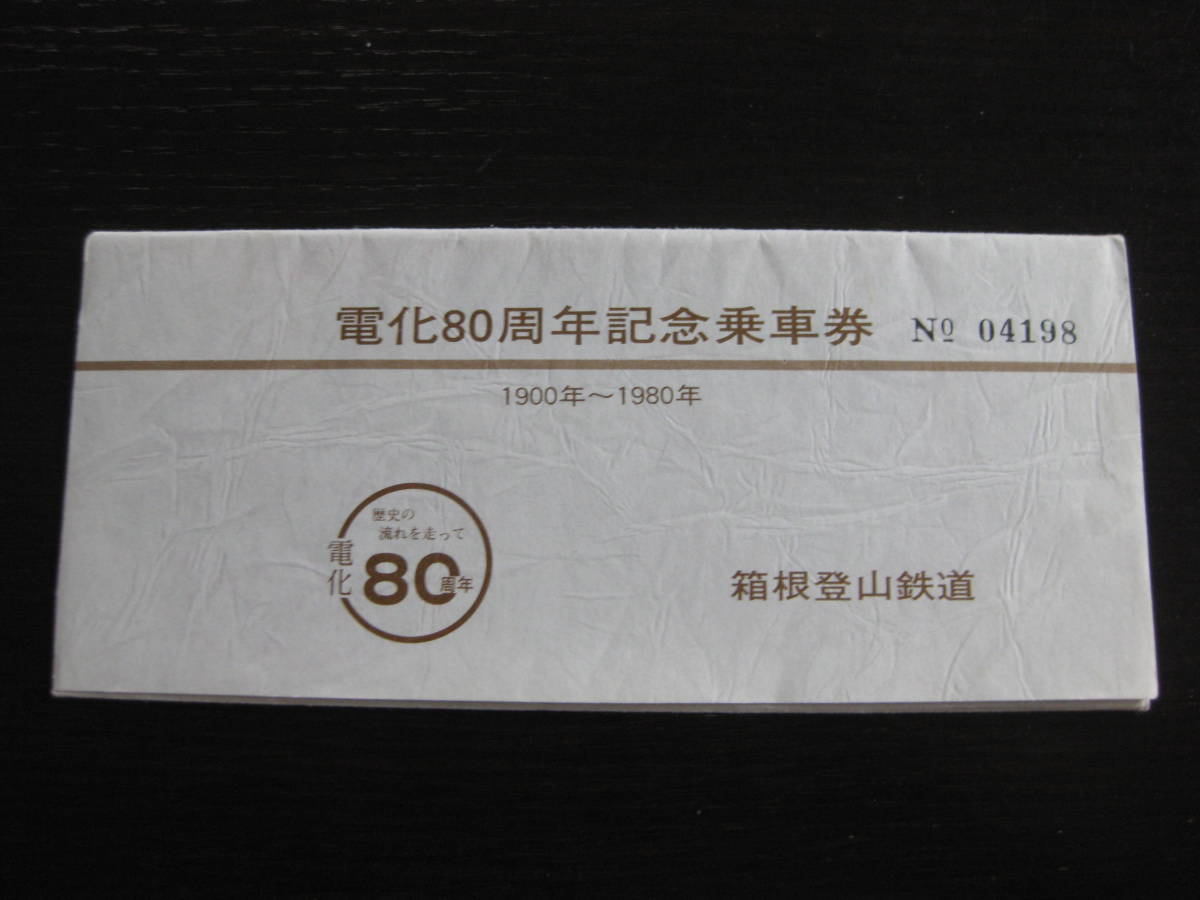 電化80周年記念乗車券 № 04198
1900年～1980年
歴史の
流れを走って
電化
80周年
箱根登山鉄道